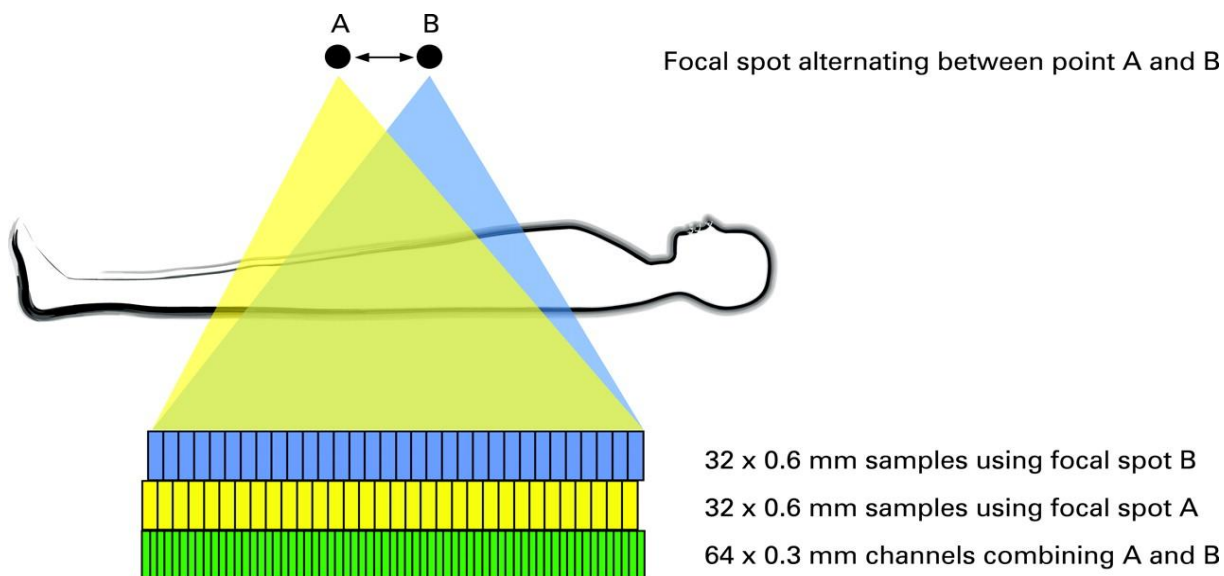 A B
Focal spot alternating between point A and B
32 x 0.6 mm samples using focal spot B
32 x 0.6 mm samples using focal spot A
64 x 0.3 mm channels combining A and B